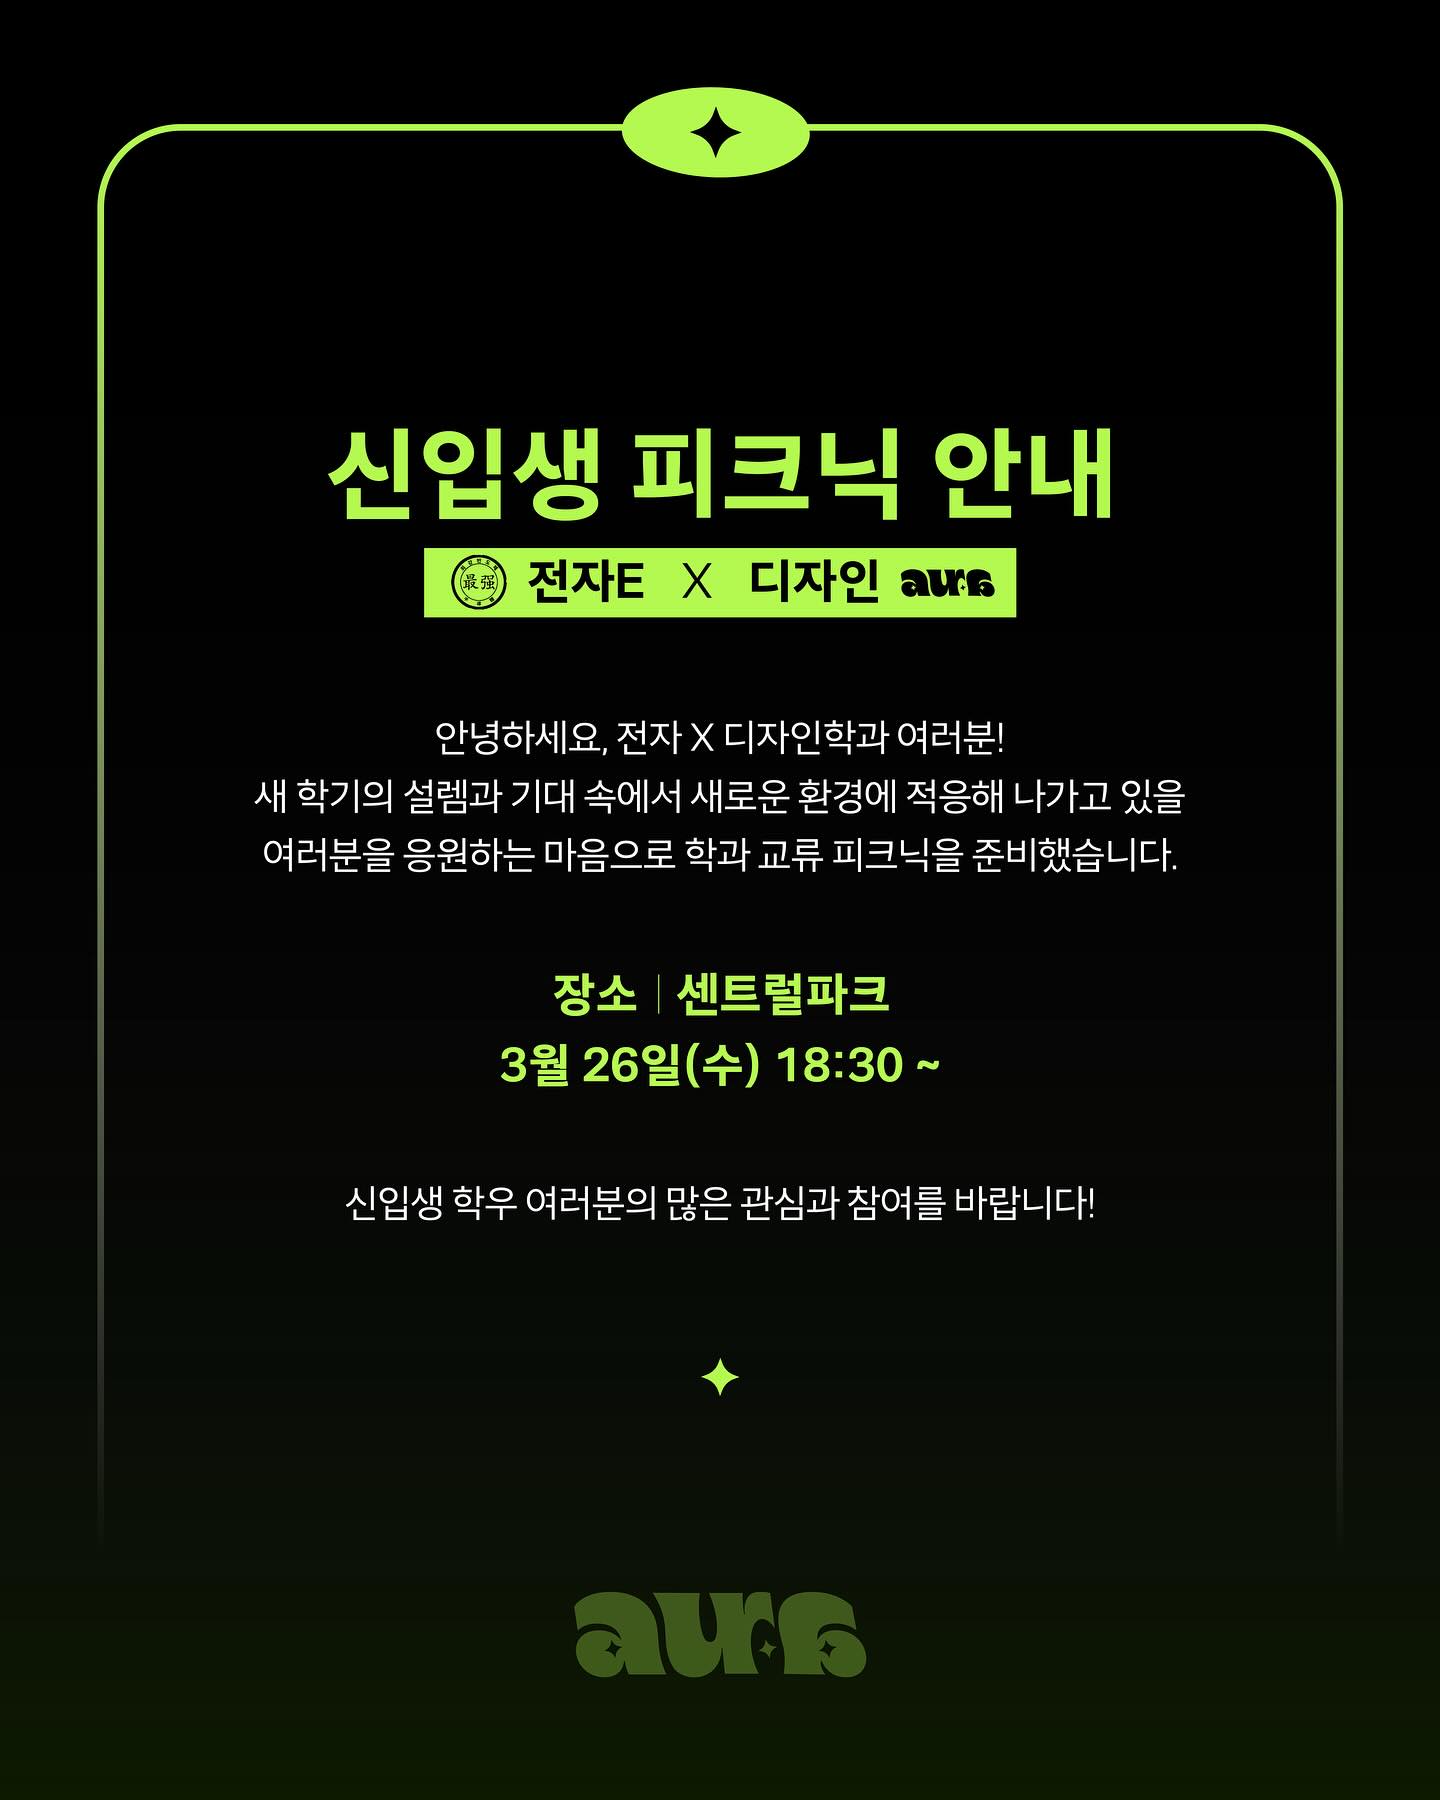 신입생 피크닉 안내
最强 전자E X 디자인 aura
안녕하세요, 전자 X 디자인학과 여러분!
새 학기의 설렘과 기대 속에서 새로운 환경에 적응해 나가고 있을
여러분을 응원하는 마음으로 학과 교류 피크닉을 준비했습니다.
장소 | 센트럴파크
3월 26일(수) 18:30 ~
신입생 학우 여러분의 많은 관심과 참여를 바랍니다!
aura